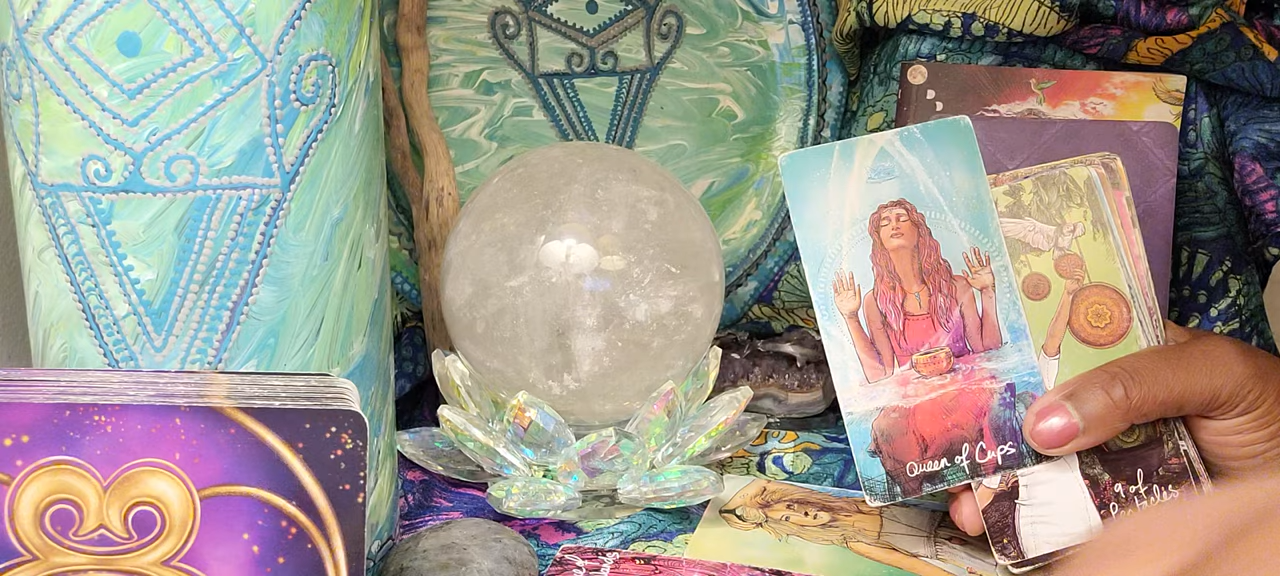 Queen of Cups
9 of
Pentacles